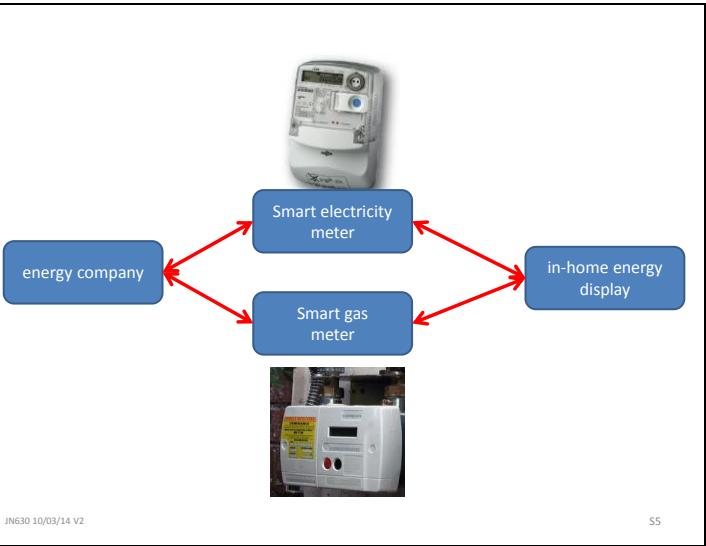 Smart electricity
meter
energy company
in-home energy
display
Smart gas
meter
JN630 10/03/14 V2
S5